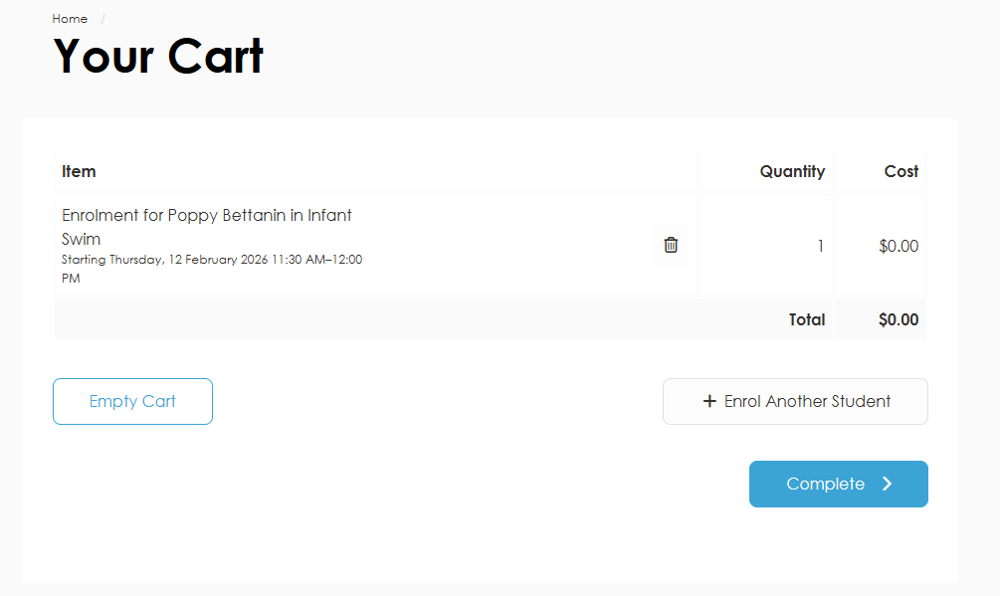 Home /
Your Cart
Item Quantity Cost
Enrolment for Poppy Bettanin in Infant
Swim
Starting Thursday, 12 February 2026 11:30 AM–12:00
PM
1 $0.00
Total $0.00
Empty Cart
+ Enrol Another Student
Complete